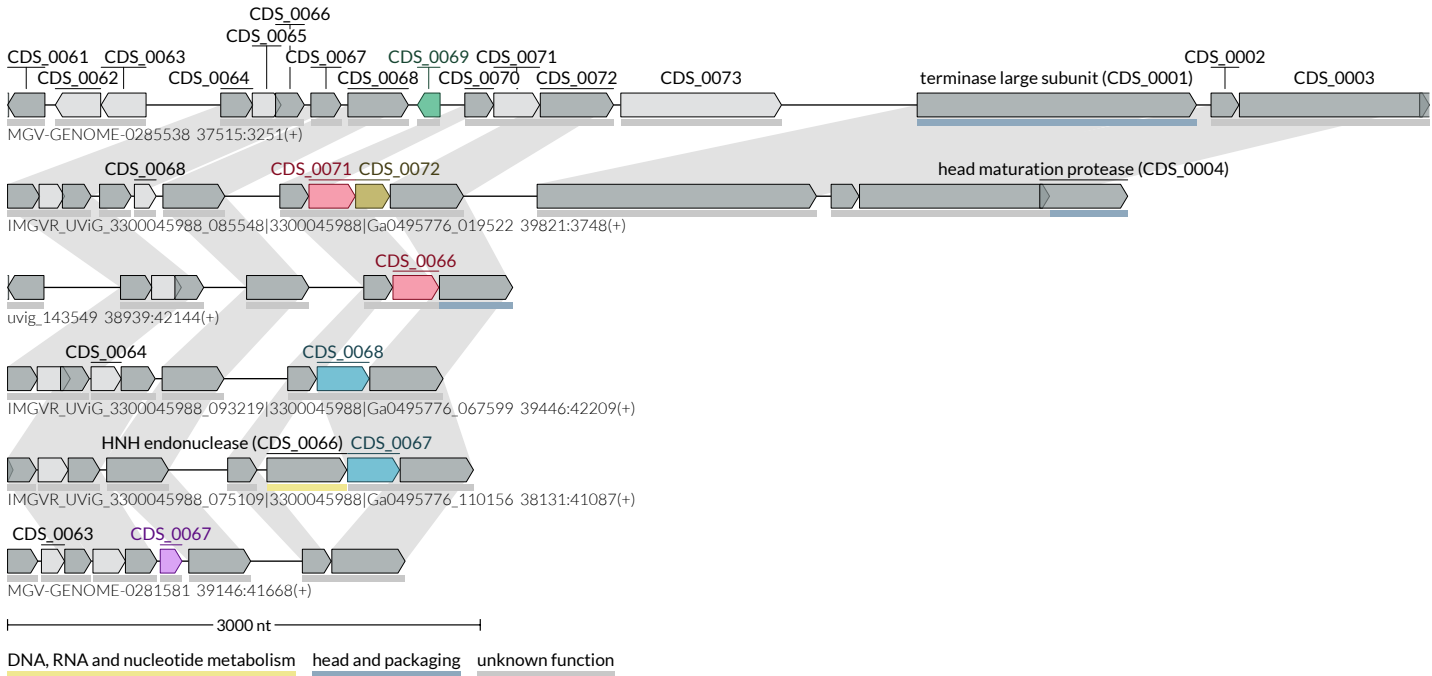 CDS_0066
CDS_0065
CDS_0061 CDS_0063 CDS_0067 CDS_0069 CDS_0071 CDS_0002
CDS_0062 CDS_0064 CDS_0068 CDS_0070 CDS_0072 CDS_0073 terminase large subunit (CDS_0001) CDS_0003
MGV-GENOME-0285538 37515:3251(+)
CDS_0068 CDS_0071 CDS_0072 head maturation protease (CDS_0004)
IMGVR_UViG_3300045988_085548|3300045988|Ga0495776_019522 39821:3748(+)
CDS_0066
uvig_143549 38939:42144(+)
CDS_0064 CDS_0068
IMGVR_UViG_3300045988_093219|3300045988|Ga0495776_067599 39446:42209(+)
HNH endonuclease (CDS_0066) CDS_0067
IMGVR_UViG_3300045988_075109|3300045988|Ga0495776_110156 38131:41087(+)
CDS_0063 CDS_0067
MGV-GENOME-0281581 39146:41668(+)
3000 nt
DNA, RNA and nucleotide metabolism head and packaging unknown function